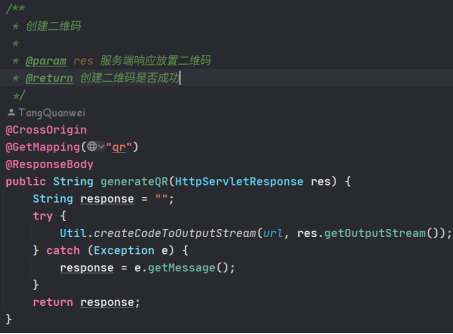 /**
 * 创建二维码
 *
 * @param res 服务端响应放置二维码
 * @return 创建二维码是否成功
 */
TangQuanwei
@CrossOrigin
@GetMapping("qr")
@ResponseBody
public String generateQR(HttpServletResponse res) {
    String response = "";
    try {
        Util.createCodeToOutputStream(url, res.getOutputStream());
    } catch (Exception e) {
        response = e.getMessage();
    }
    return response;
}